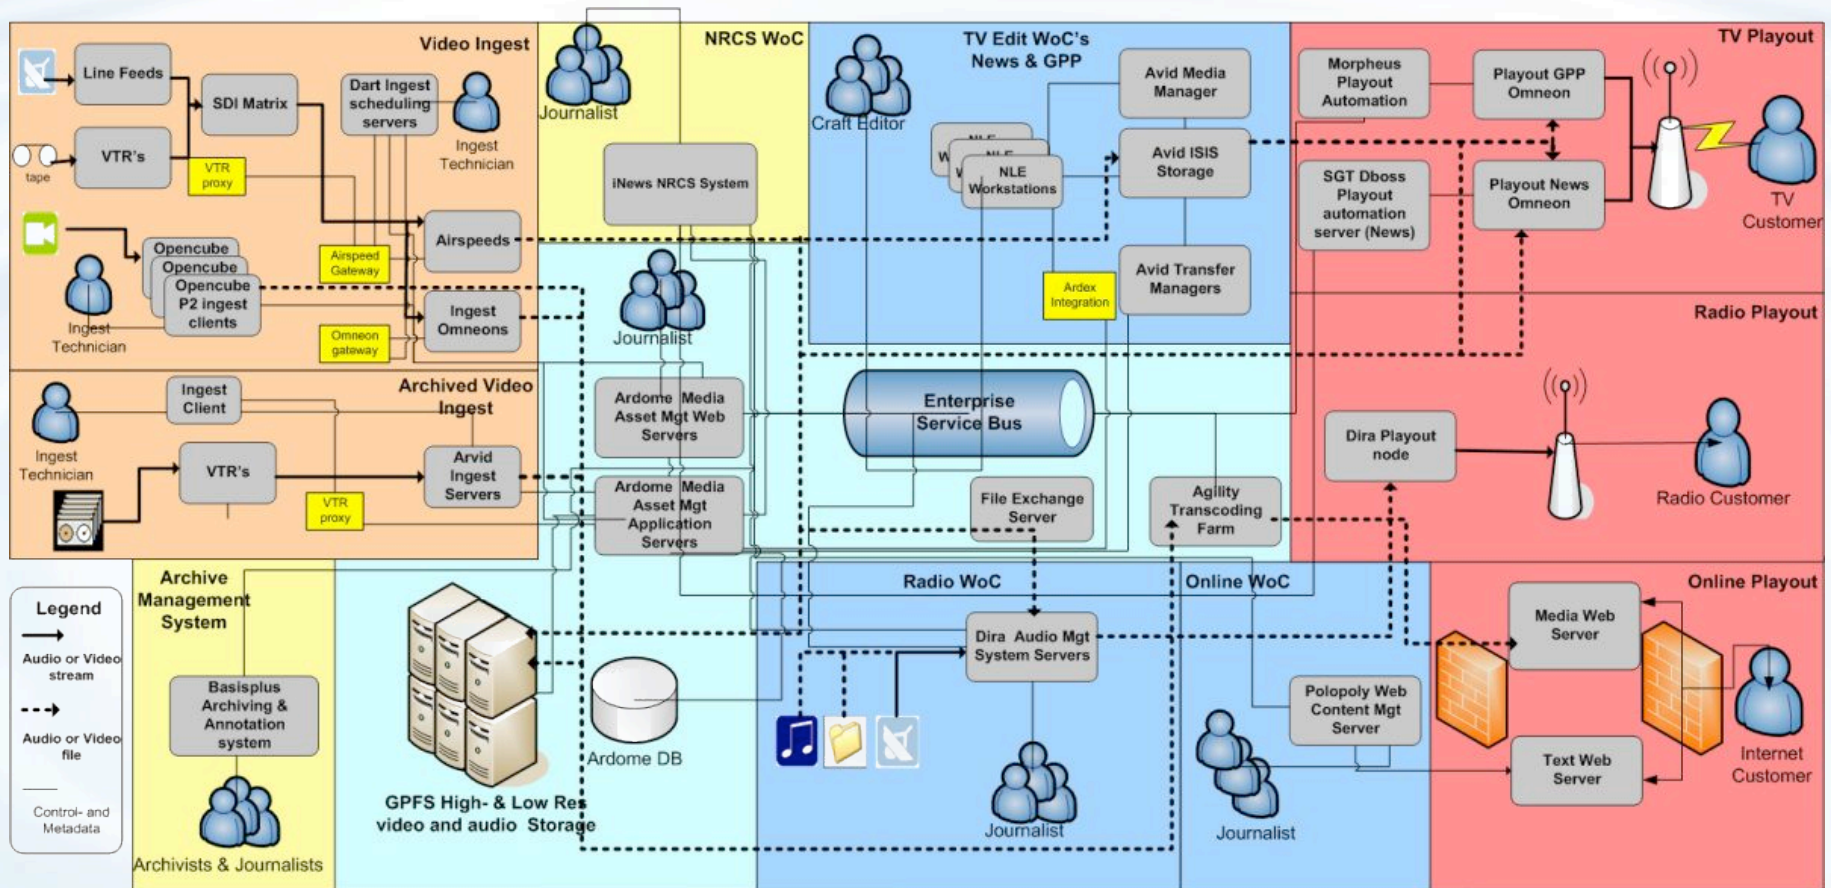 Video Ingest
Line Feeds
SDI Matrix
Dart Ingest
scheduling
servers
Ingest
Technician
VTR's
tape
VTR
proxy
Airspeeds
Airspeed
Gateway
Opencube
Opencube
Opencube
P2 ingest
clients
Ingest
Technician
Ingest
Omneons
Omneon
gateway
Archived Video
Ingest
Ingest
Client
Ingest
Technician
VTR's
VTR
proxy
Arvid
Ingest
Servers
NRCS WoC
Journalist
iNews NRCS System
Journalist
Ardome Media
Asset Mgt Web
Servers
Ardome Media
Asset Mgt
Application
Servers
TV Edit WoC's
News & GPP
Craft Editor
Avid Media
Manager
NLE
W
NLE
W
NLE
Workstations
Avid ISIS
Storage
Avid Transfer
Managers
Ardex
Integration
Enterprise
Service Bus
File Exchange
Server
Agility
Transcoding
Farm
TV Playout
Morpheus
Playout
Automation
Playout GPP
Omneon
SGT Dboss
Playout
automation
server (News)
Playout News
Omneon
TV
Customer
Radio Playout
Dira Playout
node
Radio Customer
Legend
Audio or Video
stream
Audio or Video
file
Control- and
Metadata
Archive
Management
System
Basisplus
Archiving &
Annotation
system
Archivists & Journalists
GPFS High- & Low Res
video and audio Storage
Ardome DB
Radio WoC
Dira Audio Mgt
System Servers
Journalist
Online WoC
Polopoly Web
Content Mgt
Server
Journalist
Online Playout
Media Web
Server
Text Web
Server
Internet
Customer